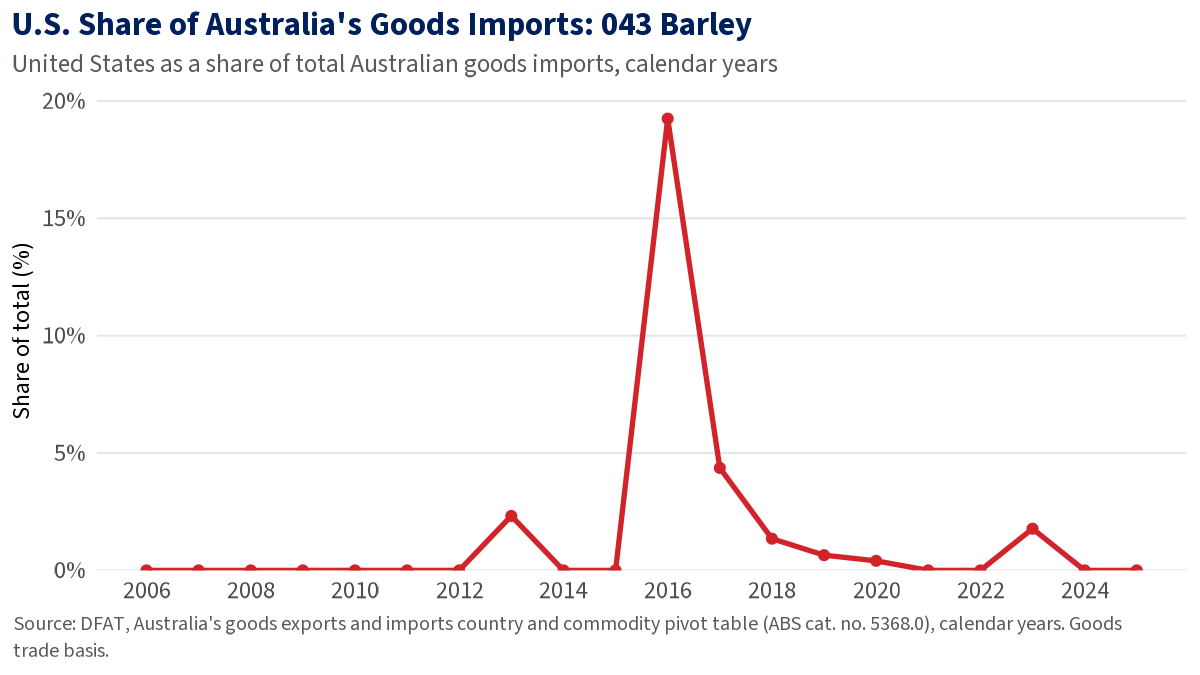 U.S. Share of Australia's Goods Imports: 043 Barley
United States as a share of total Australian goods imports, calendar years
20%
15%
10%
5%
0%
Share of total (%)
2006 2008 2010 2012 2014 2016 2018 2020 2022 2024
Source: DFAT, Australia's goods exports and imports country and commodity pivot table (ABS cat. no. 5368.0), calendar years. Goods
trade basis.